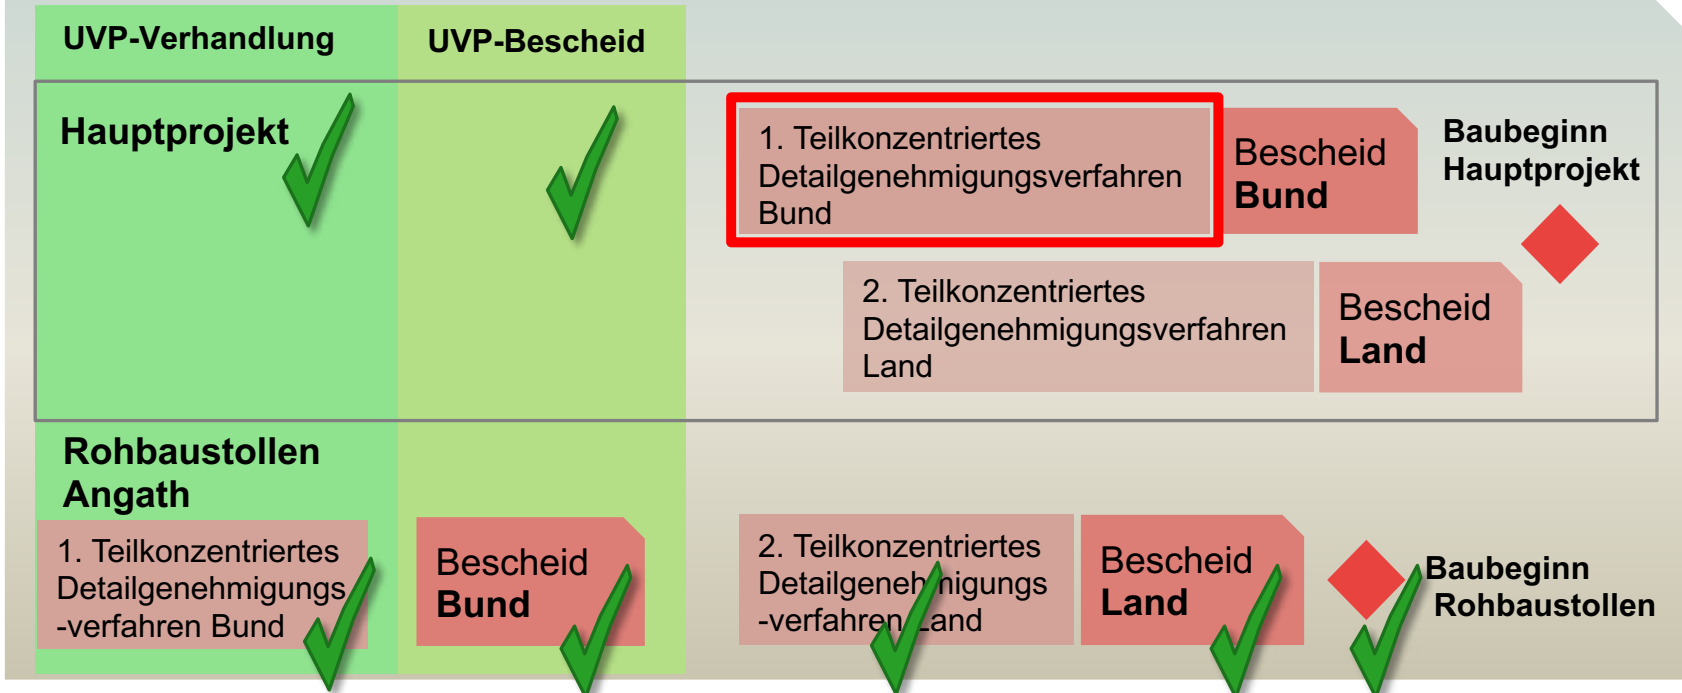 UVP-Verhandlung
UVP-Bescheid
Hauptprojekt
1. Teilkonzentriertes
Detailgenehmigungsverfahren
Bund
Bescheid
Bund
Baubeginn
Hauptprojekt
2. Teilkonzentriertes
Detailgenehmigungsverfahren
Land
Bescheid
Land
Rohbaustollen
Angath
1. Teilkonzentriertes
Detailgenehmigungs
-verfahren Bund
Bescheid
Bund
2. Teilkonzentriertes
Detailgenehmigungs
-verfahren Land
Bescheid
Land
Baubeginn
Rohbaustollen